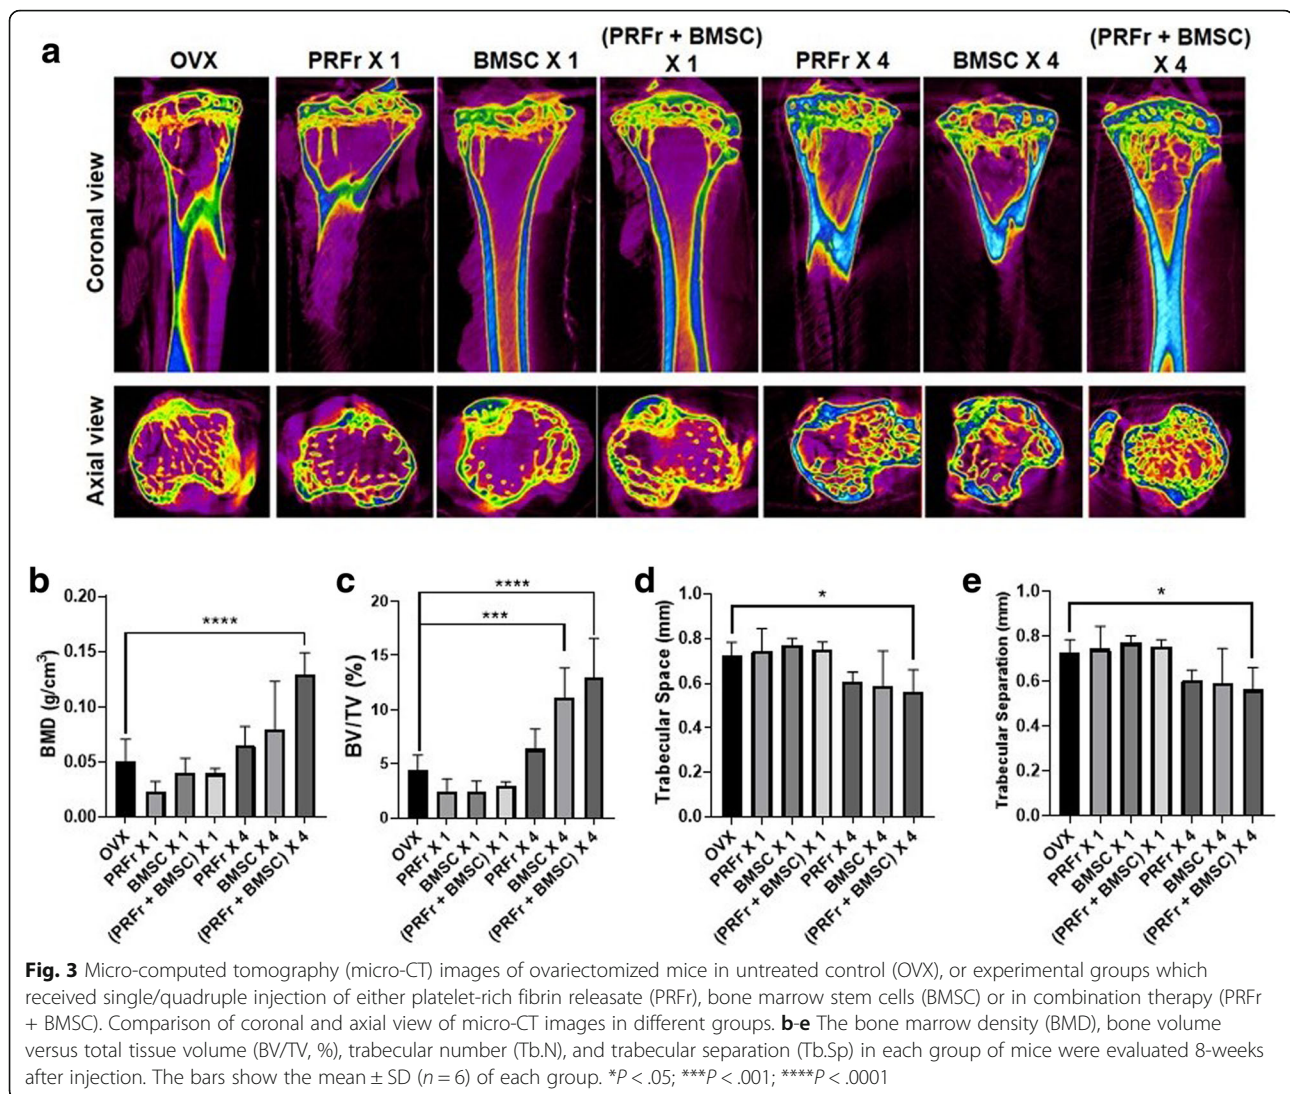 a
OVX
PRFr X 1
BMSC X 1
(PRFr + BMSC)
X 1
PRFr X 4
BMSC X 4
(PRFr + BMSC)
X 4
Coronal view
Axial view
b
BMD (g/cm³)
0.20
0.15
0.10
0.05
0.00
****
OVX
PRFr X 1
BMSC X 1
(PRFr + BMSC) X 1
PRFr X 4
BMSC X 4
(PRFr + BMSC) X 4
c
BV/TV (%)
20
15
10
5
0
****
***
OVX
PRFr X 1
BMSC X 1
(PRFr + BMSC) X 1
PRFr X 4
BMSC X 4
(PRFr + BMSC) X 4
d
Trabecular Space (mm)
1.0
0.8
0.6
0.4
0.2
0.0
*
OVX
PRFr X 1
BMSC X 1
(PRFr + BMSC) X 1
PRFr X 4
BMSC X 4
(PRFr + BMSC) X 4
e
Trabecular Separation (mm)
1.0
0.8
0.6
0.4
0.2
0.0
*
OVX
PRFr X 1
BMSC X 1
(PRFr + BMSC) X 1
PRFr X 4
BMSC X 4
(PRFr + BMSC) X 4
Fig. 3 Micro-computed tomography (micro-CT) images of ovariectomized mice in untreated control (OVX), or experimental groups which
received single/quadruple injection of either platelet-rich fibrin releasate (PRFr), bone marrow stem cells (BMSC) or in combination therapy (PRFr
+ BMSC). Comparison of coronal and axial view of micro-CT images in different groups. b-e The bone marrow density (BMD), bone volume
versus total tissue volume (BV/TV, %), trabecular number (Tb.N), and trabecular separation (Tb.Sp) in each group of mice were evaluated 8-weeks
after injection. The bars show the mean ± SD (n = 6) of each group. *P < .05; ***P < .001; ****P < .0001